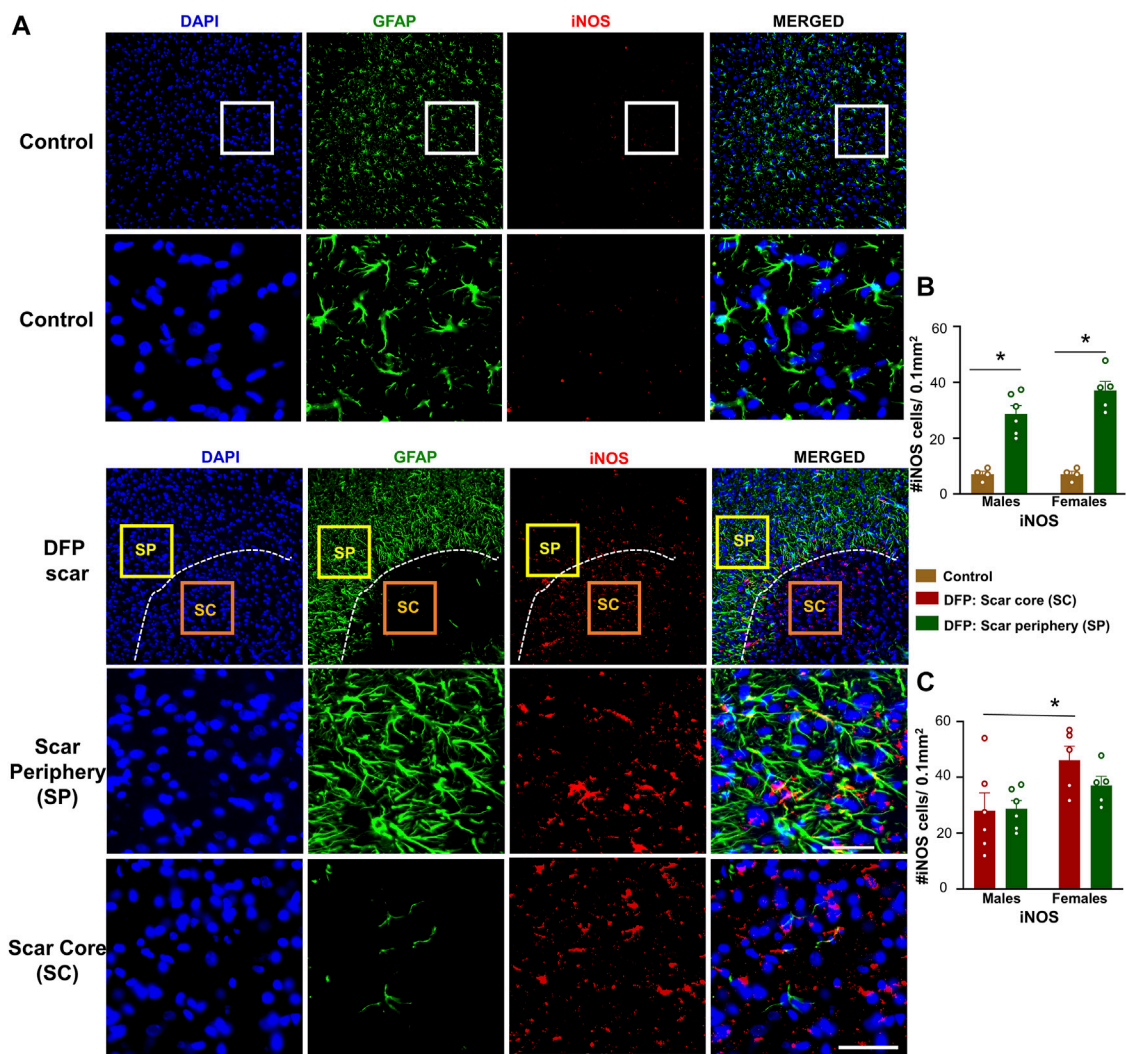 A
DAPI GFAP iNOS MERGED
Control
Control
DAPI GFAP iNOS MERGED
DFP
scar
SP SP SP SP
SC SC SC SC
Scar
Periphery
(SP)
Scar Core
(SC)
B
#iNOS cells/ 0.1mm²
60
40
20
0
* *
Males Females
iNOS
Control
DFP: Scar core (SC)
DFP: Scar periphery (SP)
C
#iNOS cells/ 0.1mm²
60
40
20
0
*
Males Females
iNOS